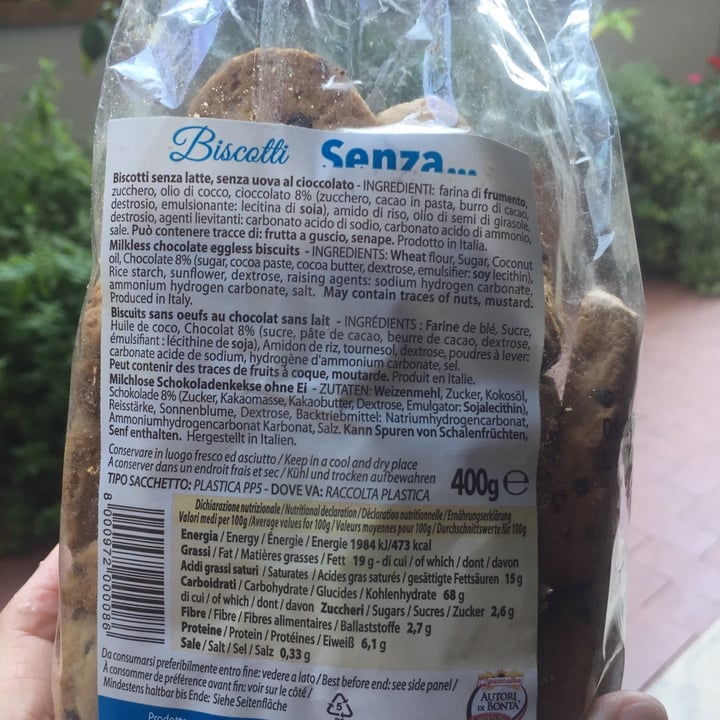 Biscotti Senza...
Biscotti senza latte, senza uova al cioccolato - INGREDIENTI: farina di frumento,
zucchero, olio di cocco, cioccolato 8% (zucchero, cacao in pasta, burro di cacao,
destrosio, emulsionante: lecitina di soia), amido di riso, olio di semi di girasole,
destrosio, agenti lievitanti: carbonato acido di sodio, carbonato acido di ammonio,
sale. Può contenere tracce di: frutta a guscio, senape. Prodotto in Italia.
Milkless chocolate eggless biscuits - INGREDIENTS: Wheat flour, Sugar, Coconut
oil, Chocolate 8% (sugar, cocoa paste, cocoa butter, dextrose, emulsifier: soy lecithin),
Rice starch, sunflower, dextrose, raising agents: sodium hydrogen carbonate,
ammonium hydrogen carbonate, salt. May contain traces of nuts, mustard.
Produced in Italy.
Biscuits sans oeufs au chocolat sans lait - INGRÉDIENTS : Farine de blé, Sucre,
Huile de coco, Chocolat 8% (sucre, pâte de cacao, beurre de cacao, dextrose,
émulsifiant : lécithine de soja), Amidon de riz, tournesol, dextrose, poudres à lever:
carbonate acide de sodium, hydrogène d'ammonium carbonate, sel.
Peut contenir des traces de fruits à coque, moutarde. Produit en Italie.
Milchlose Schokoladenkekse ohne Ei - ZUTATEN: Weizenmehl, Zucker, Kokosöl,
Schokolade 8% (Zucker, Kakaomasse, Kakaobutter, Dextrose, Emulgator: Sojalecithin),
Reisstärke, Sonnenblume, Dextrose, Backtriebmittel: Natriumhydrogencarbonat,
AmmoniumhydrogenKarbonat, Salz. Kann Spuren von Schalenfrüchten,
Senf enthalten. Hergestellt in Italien.
Conservare in luogo fresco ed asciutto / Keep in a cool and dry place
A conserver dans un endroit frais et sec / Kühl und trocken aufbewahren
TIPO SACCHETTO: PLASTICA PP5 - DOVE VA: RACCOLTA PLASTICA
400g e
Dichiarazione nutrizionale / Nutritional declaration / Déclaration nutritionnelle / Ernährungserklärung
Valori medi per 100g /Average values for 100g / Valeurs moyennes pour 100g / Durchschnittswerte für 100g
Energia / Energy / Énergie / Energie 1984 kJ/473 kcal
Grassi / Fat / Matières grasses / Fett 19 g - di cui / of which / dont / davon
Acidi grassi saturi / Saturates / Acides gras saturés / gesättigte Fettsäuren 15 g
Carboidrati / Carbohydrate / Glucides / Kohlenhydrate 68 g
di cui / of which / dont / davon Zuccheri / Sugars / Sucres / Zucker 2,6 g
Fibre / Fibre / Fibres alimentaires / Ballaststoffe 2,7 g
Proteine / Protein / Protéines / Eiweiß 6,1 g
Sale / Salt / Sel / Salz 0,33 g
8 000972 000086
Da consumarsi preferibilmente entro fine: vedere a lato / Best before end: see side panel /
À consommer de préférence avant fin: voir sur le côté /
Mindestens haltbar bis Ende: Siehe Seitenfläche
5
AUTORI
DI BONTÀ